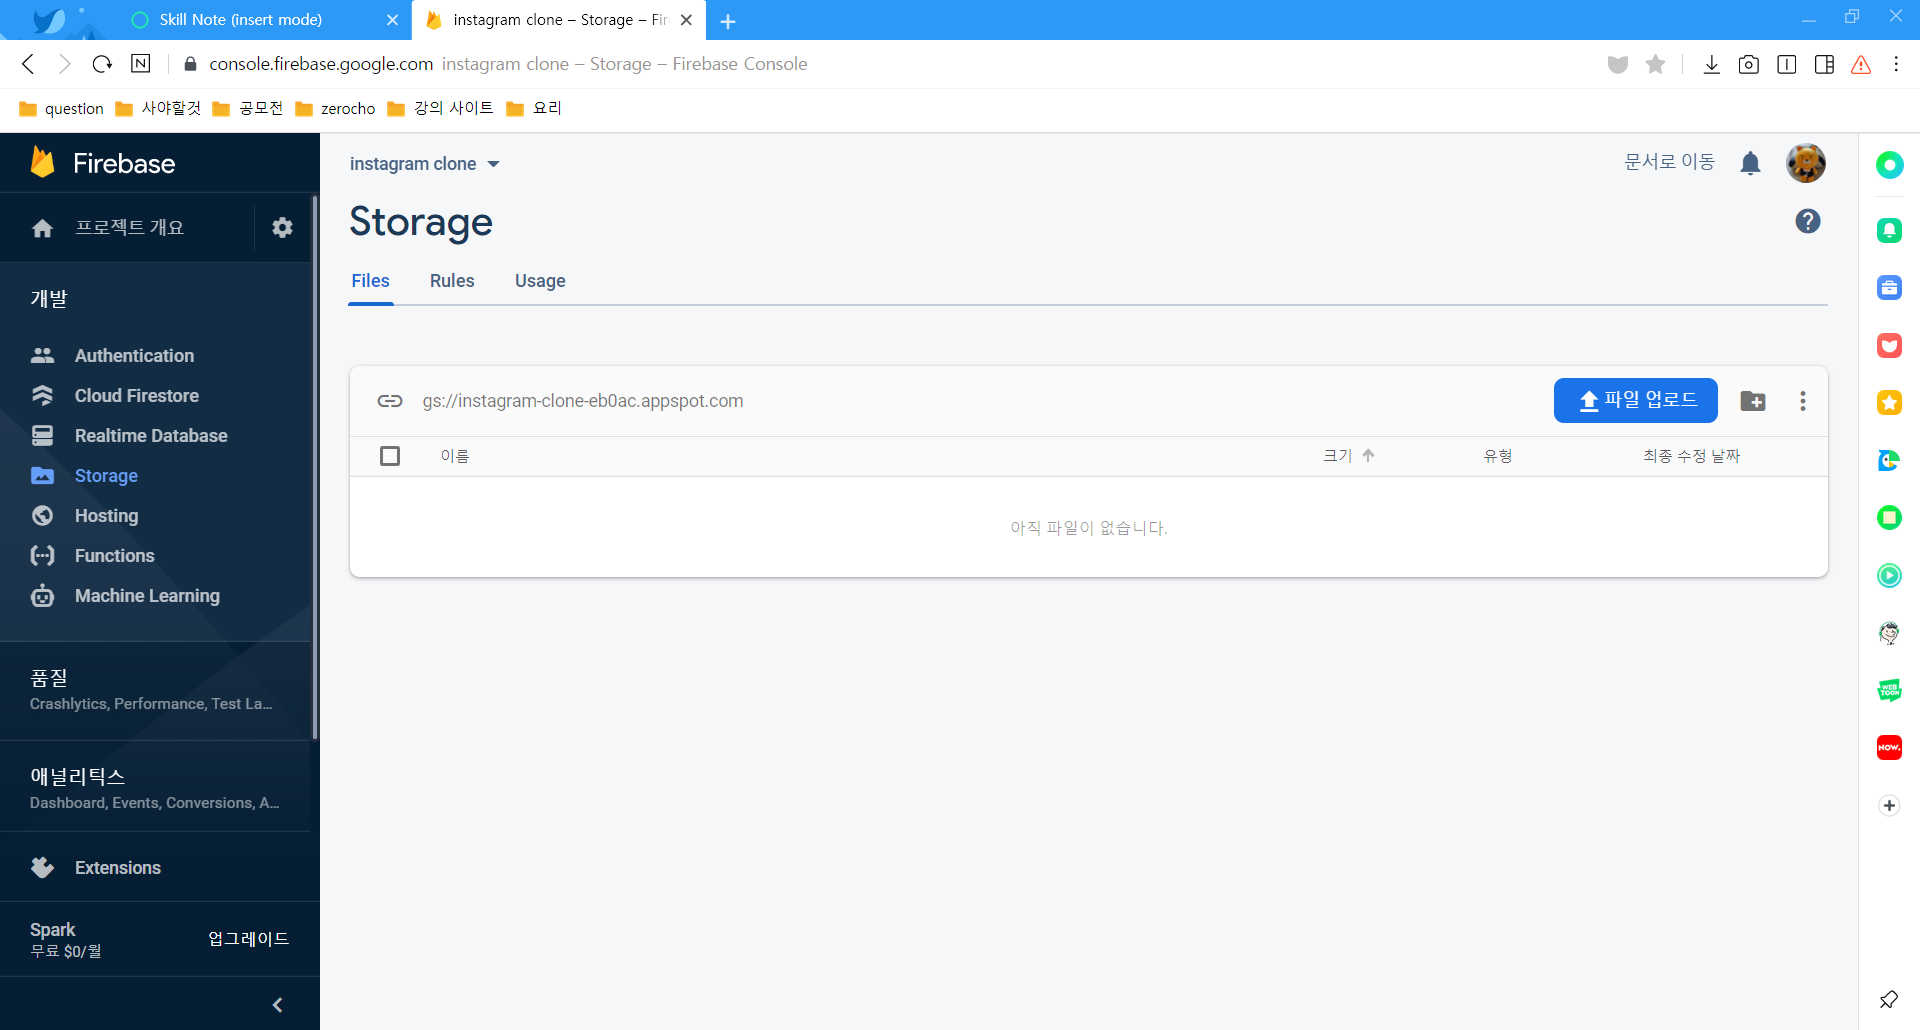 Skill Note (insert mode)
instagram clone – Storage – Fir
console.firebase.google.com instagram clone – Storage – Firebase Console
question 사야할것 공모전 zerocho 강의 사이트 요리
Firebase
프로젝트 개요
개발
Authentication
Cloud Firestore
Realtime Database
Storage
Hosting
Functions
Machine Learning
품질
Crashlytics, Performance, Test La...
애널리틱스
Dashboard, Events, Conversions, A...
Extensions
Spark
무료 $0/월
업그레이드
instagram clone
문서로 이동
Storage
Files Rules Usage
gs://instagram-clone-eb0ac.appspot.com
파일 업로드
이름 크기 유형 최종 수정 날짜
아직 파일이 없습니다.
WEB
TOON
NOW.